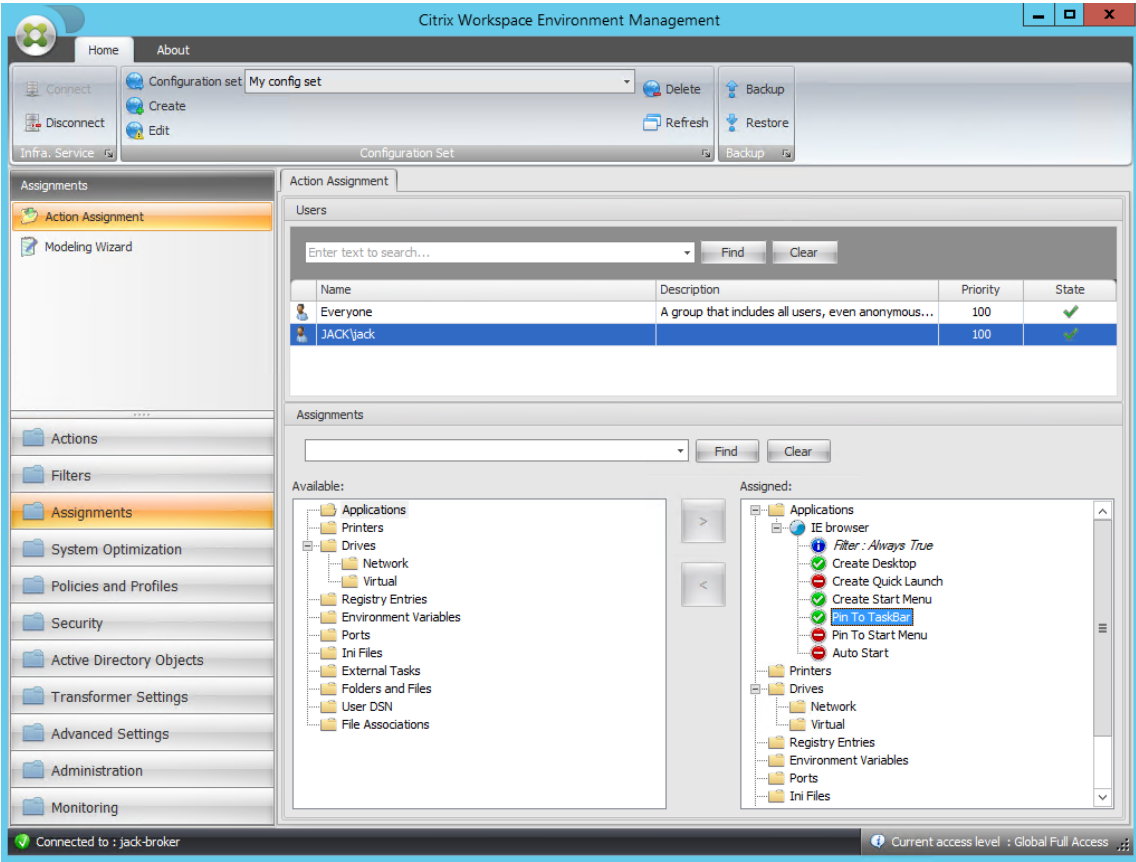 Citrix Workspace Environment Management
Home About
Connect
Disconnect
Infra. Service
Configuration set My config set
Create
Edit
Delete
Refresh
Configuration Set
Backup
Restore
Backup
Assignments
Action Assignment
Modeling Wizard
Actions
Filters
Assignments
System Optimization
Policies and Profiles
Security
Active Directory Objects
Transformer Settings
Advanced Settings
Administration
Monitoring
Action Assignment
Users
Enter text to search... Find Clear
Name Description Priority State
Everyone A group that includes all users, even anonymous... 100
JACK\jack 100
Assignments
Find Clear
Available:
Applications
Printers
Drives
Network
Virtual
Registry Entries
Environment Variables
Ports
Ini Files
External Tasks
Folders and Files
User DSN
File Associations
>
<
Assigned:
Applications
IE browser
Filter : Always True
Create Desktop
Create Quick Launch
Create Start Menu
Pin To TaskBar
Pin To Start Menu
Auto Start
Printers
Drives
Network
Virtual
Registry Entries
Environment Variables
Ports
Ini Files
Connected to : jack-broker
Current access level : Global Full Access